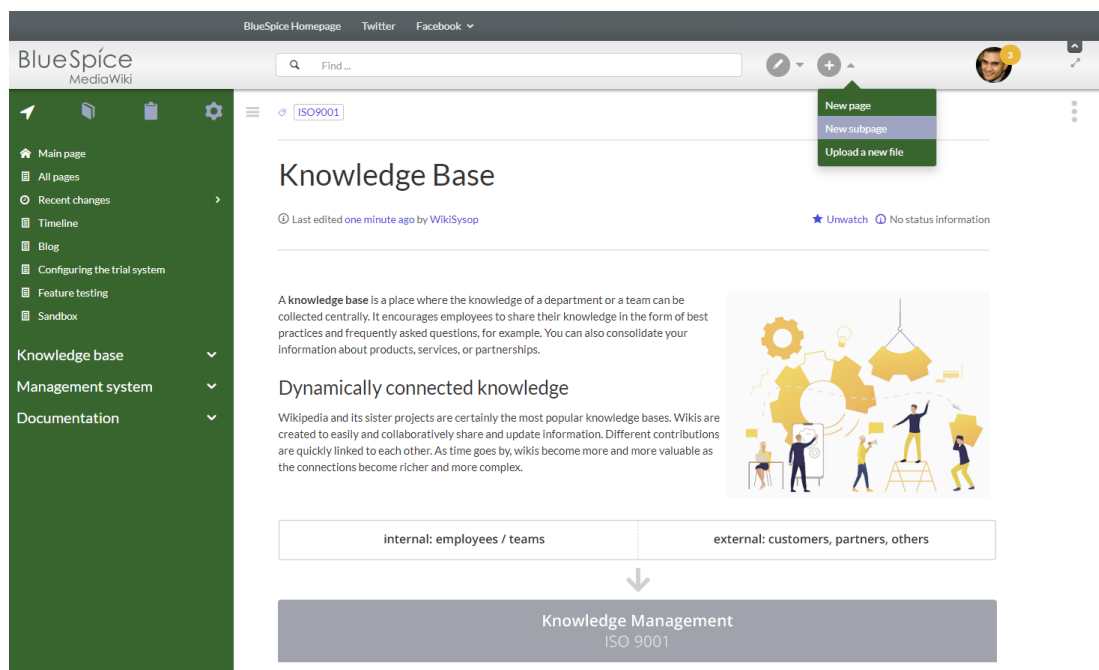 BlueSpice Homepage Twitter Facebook
BlueSpice
MediaWiki
Find ...
3
New page
New subpage
Upload a new file
ISO9001
Main page
All pages
Recent changes
Timeline
Blog
Configuring the trial system
Feature testing
Sandbox
Knowledge base
Management system
Documentation
Knowledge Base
Last edited one minute ago by WikiSysop
Unwatch No status information
A knowledge base is a place where the knowledge of a department or a team can be
collected centrally. It encourages employees to share their knowledge in the form of best
practices and frequently asked questions, for example. You can also consolidate your
information about products, services, or partnerships.
Dynamically connected knowledge
Wikipedia and its sister projects are certainly the most popular knowledge bases. Wikis are
created to easily and collaboratively share and update information. Different contributions
are quickly linked to each other. As time goes by, wikis become more and more valuable as
the connections become richer and more complex.
internal: employees / teams
external: customers, partners, others
Knowledge Management
ISO 9001